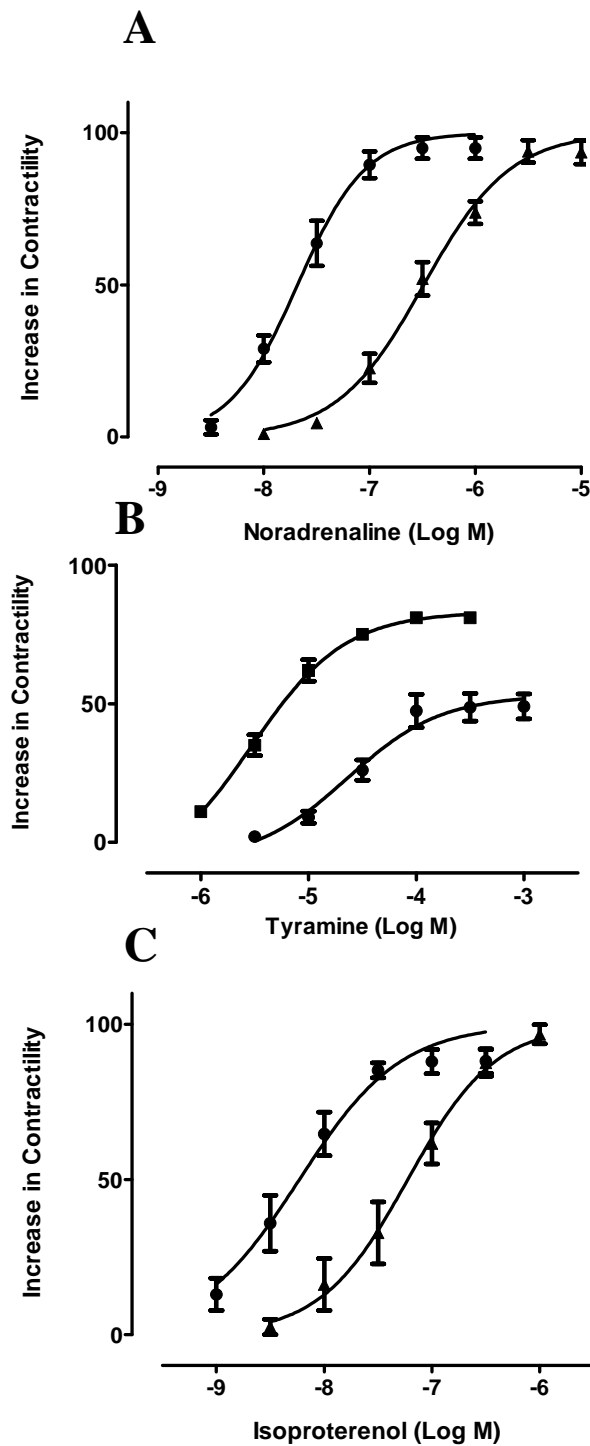 A
Increase in Contractility
100
50
0
-9 -8 -7 -6 -5
Noradrenaline (Log M)
B
Increase in Contractility
100
50
0
-6 -5 -4 -3
Tyramine (Log M)
C
Increase in Contractility
100
50
0
-9 -8 -7 -6
Isoproterenol (Log M)